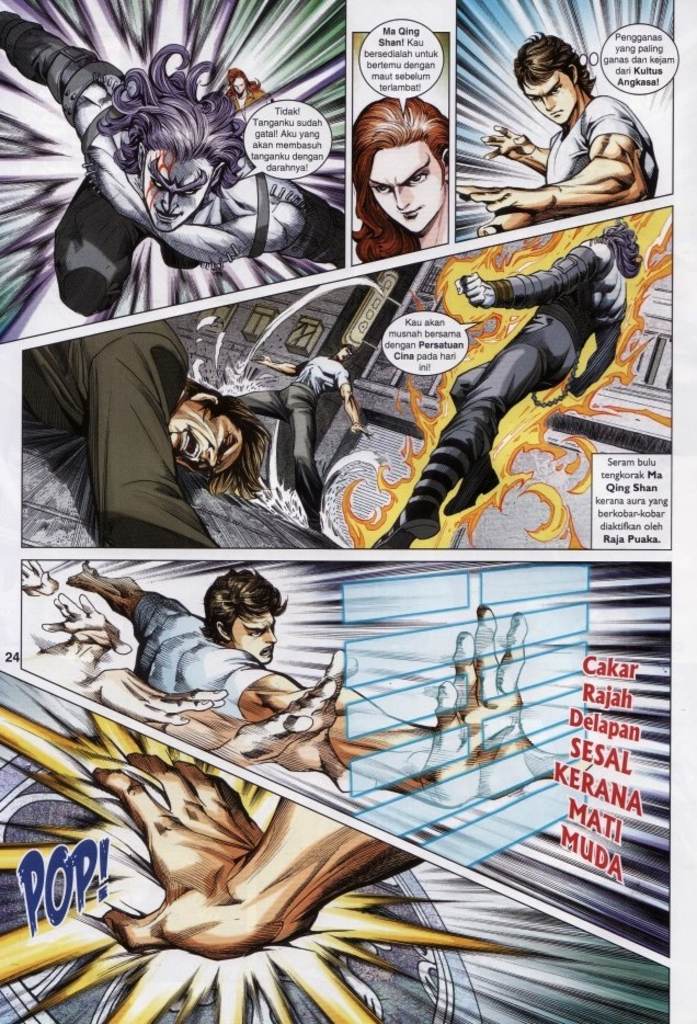 Tidak!
Tanganku sudah
gatal! Aku yang
akan membasuh
tanganku dengan
darahnya!
Ma Qing
Shan! Kau
bersedialah untuk
bertemu dengan
maut sebelum
terlambat!
Pengganas
yang paling
ganas dan kejam
dari Kultus
Angkasa!
Kau akan
musnah bersama
dengan Persatuan
Cina pada hari
ini!
Seram bulu
tengkorak Ma
Qing Shan
kerana aura yang
berkobar-kobar
diaktifkan oleh
Raja Puaka.
24
Cakar
Rajah
Delapan
SESAL
KERANA
MATI
MUDA
POP!